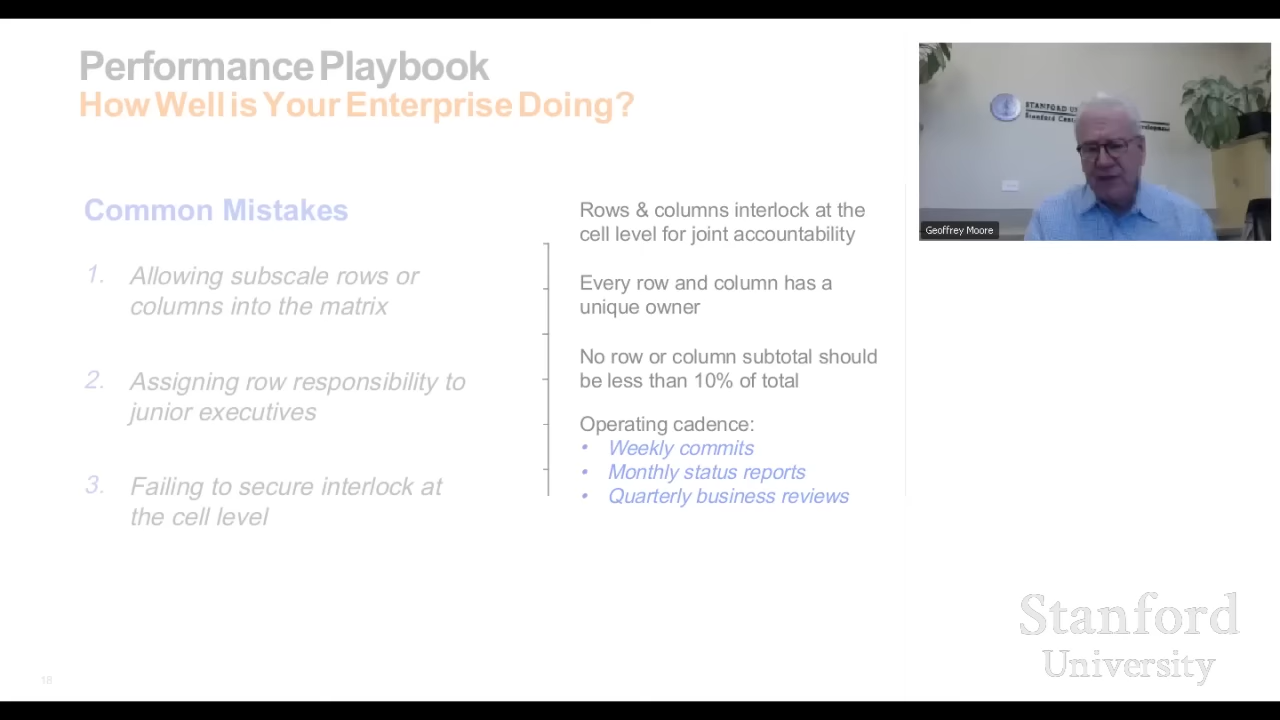 Performance Playbook
How Well is Your Enterprise Doing?
Common Mistakes
1. Allowing subscale rows or
columns into the matrix
2. Assigning row responsibility to
junior executives
3. Failing to secure interlock at
the cell level
Rows & columns interlock at the
cell level for joint accountability
Every row and column has a
unique owner
No row or column subtotal should
be less than 10% of total
Operating cadence:
• Weekly commits
• Monthly status reports
• Quarterly business reviews
STANFORD
Stanford
Geoffrey Moore
Stanford
University
18